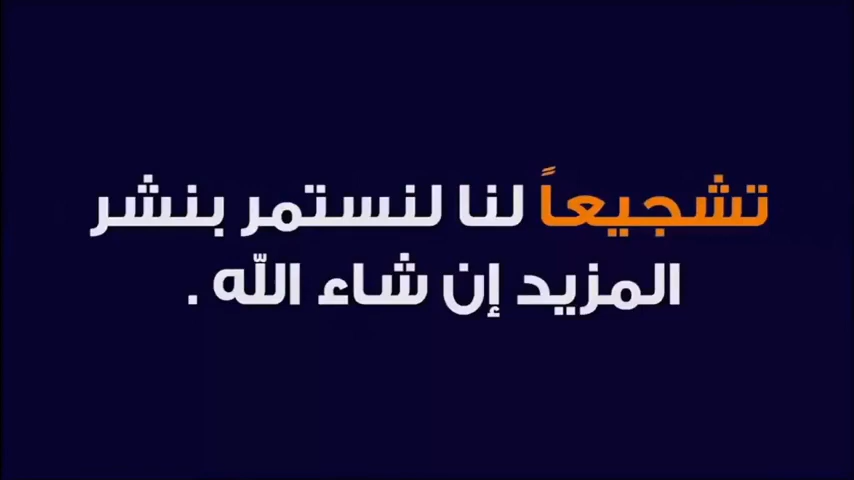 تشجيعاً لنا لنستمر بنشر
المزيد إن شاء الله .